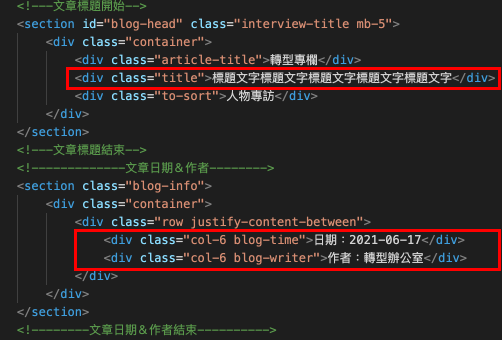 <!---文章標題開始-->
<section id="blog-head" class="interview-title mb-5">
<div class="container">
<div class="article-title">轉型專欄</div>
<div class="title">標題文字標題文字標題文字標題文字標題文字</div>
<div class="to-sort">人物專訪</div>
</div>
</section>
<!---文章標題結束-->
<!-------------文章日期＆作者-------->
<section class="blog-info">
<div class="container">
<div class="row justify-content-between">
<div class="col-6 blog-time">日期：2021-06-17</div>
<div class="col-6 blog-writer">作者：轉型辦公室</div>
</div>
</div>
</section>
<!--------文章日期＆作者結束---------->